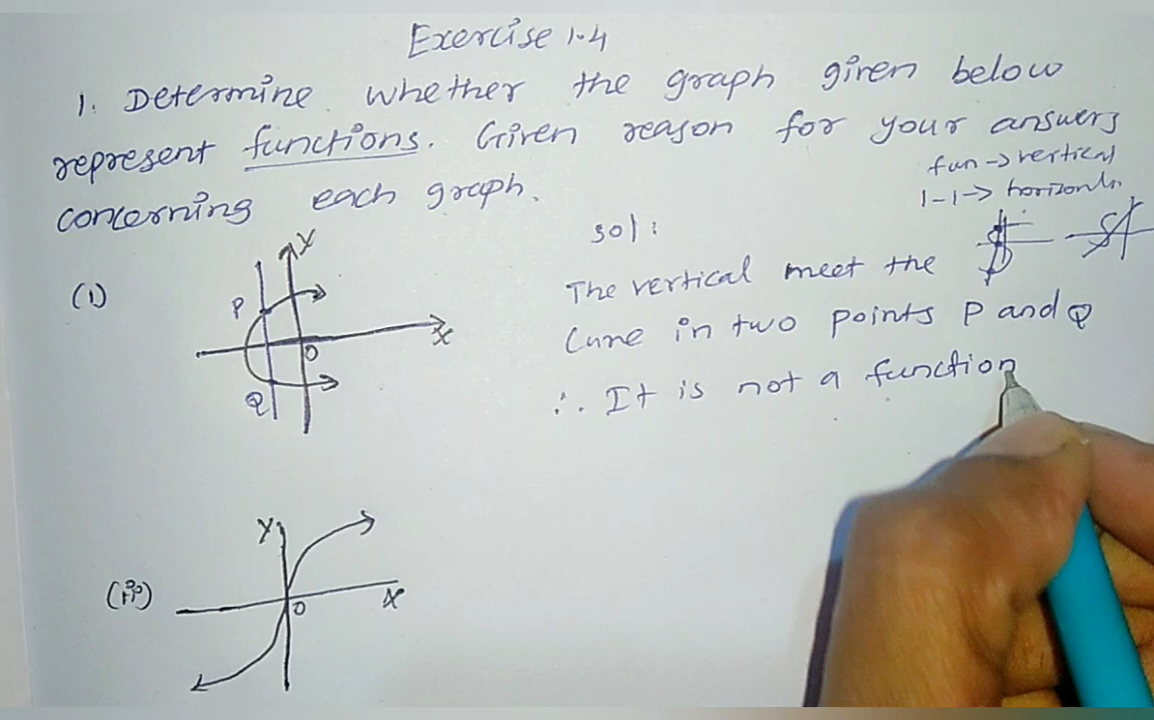 Exercise 1.4
1. Determine whether the graph given below
represent functions. Given reason for your answers
concerning each graph.
fun -> vertical
1-1 -> horizontal
sol:
(i)
Y
P
X
O
Q
The vertical meet the
Curve in two points P and Q
∴ It is not a function
(ii)
Y
O
X